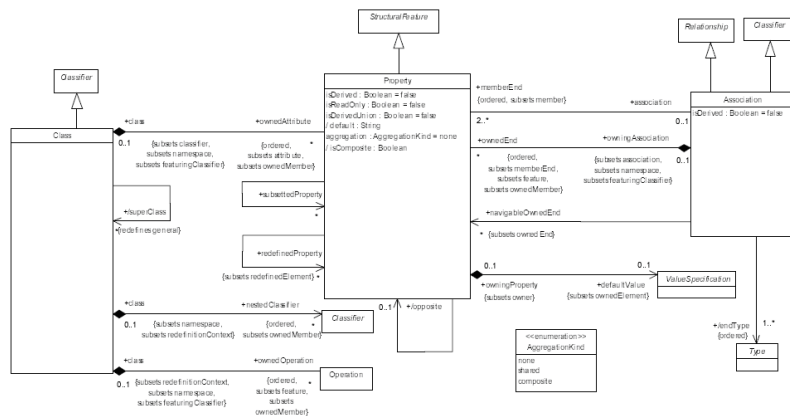 StructuralFeature
Relationship
Classifier
Classifier
Property
isDerived : Boolean = false
isReadOnly : Boolean = false
isDerivedUnion : Boolean = false
/ default : String
aggregation : AggregationKind = none
/ isComposite : Boolean
Association
isDerived : Boolean = false
Class
+class
0..1
{subsets classifier,
subsets namespace,
subsets featuringClassifier}
+ownedAttribute
*
{ordered,
subsets attribute,
subsets ownedMember}
+memberEnd
{ordered, subsets member}
2..*
+association
0..1
+ownedEnd
*
{ordered,
subsets memberEnd,
subsets feature,
subsets ownedMember}
+owningAssociation
0..1
{subsets association,
subsets namespace,
subsets featuringClassifier}
+/superClass
*
{redefines general}
+subsettedProperty
*
+navigableOwnedEnd
*
{subsets ownedEnd}
+redefinedProperty
{subsets redefinedElement} *
0..1
+owningProperty
{subsets owner}
0..1
+defaultValue
{subsets ownedElement}
ValueSpecification
0..1
+/opposite
+class
0..1
{subsets namespace,
subsets redefinitionContext}
+nestedClassifier
*
{ordered,
subsets ownedMember}
Classifier
+class
0..1
{subsets redefinitionContext,
subsets namespace,
subsets featuringClassifier}
+ownedOperation
*
{ordered,
subsets feature,
subsets
ownedMember}
Operation
<<enumeration>>
AggregationKind
none
shared
composite
+/endType
{ordered}
1..*
Type